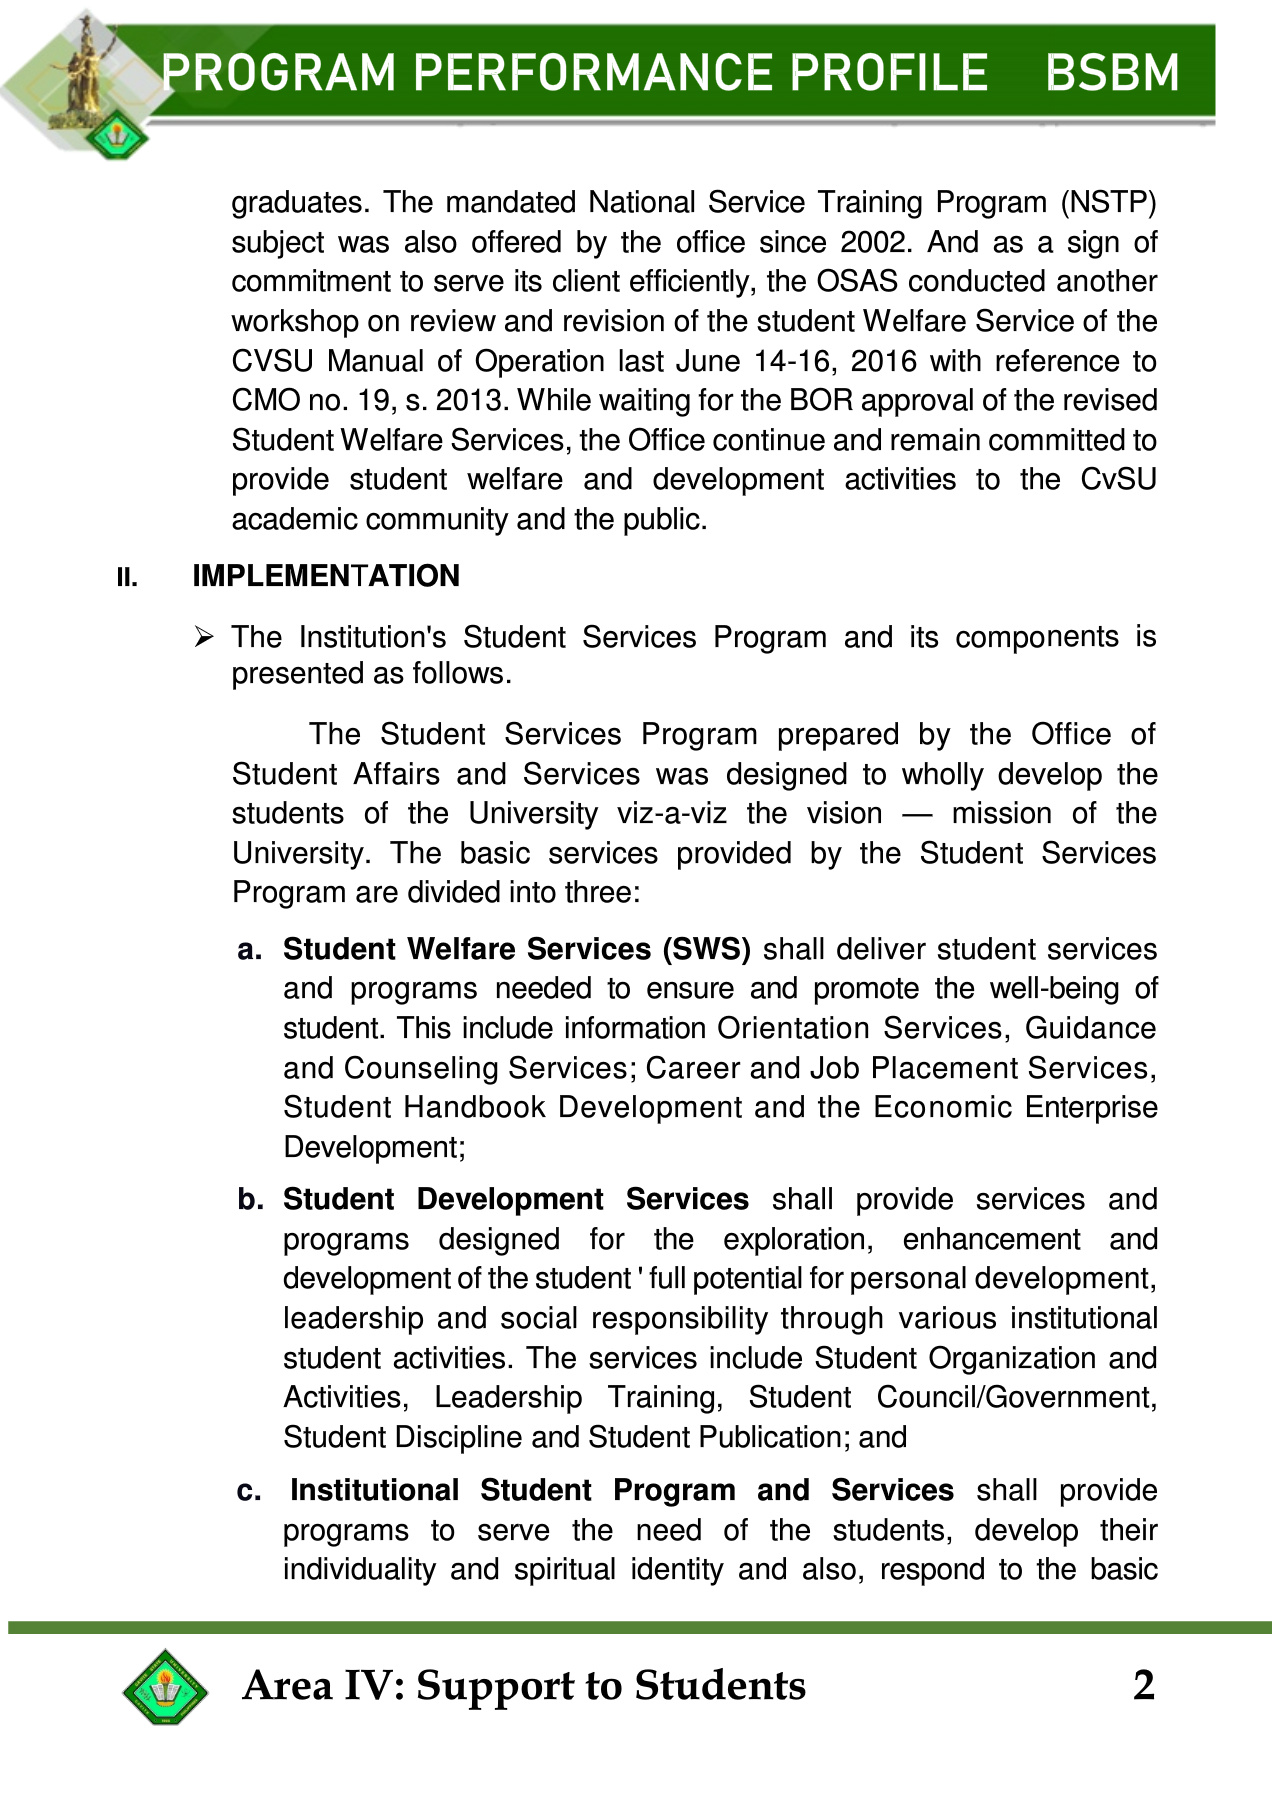 PROGRAM PERFORMANCE PROFILE BSBM
graduates. The mandated National Service Training Program (NSTP)
subject was also offered by the office since 2002. And as a sign of
commitment to serve its client efficiently, the OSAS conducted another
workshop on review and revision of the student Welfare Service of the
CVSU Manual of Operation last June 14-16, 2016 with reference to
CMO no. 19, s. 2013. While waiting for the BOR approval of the revised
Student Welfare Services, the Office continue and remain committed to
provide student welfare and development activities to the CvSU
academic community and the public.
II. IMPLEMENTATION
➢ The Institution's Student Services Program and its components is
presented as follows.
The Student Services Program prepared by the Office of
Student Affairs and Services was designed to wholly develop the
students of the University viz-a-viz the vision — mission of the
University. The basic services provided by the Student Services
Program are divided into three:
a. Student Welfare Services (SWS) shall deliver student services
and programs needed to ensure and promote the well-being of
student. This include information Orientation Services, Guidance
and Counseling Services; Career and Job Placement Services,
Student Handbook Development and the Economic Enterprise
Development;
b. Student Development Services shall provide services and
programs designed for the exploration, enhancement and
development of the student ' full potential for personal development,
leadership and social responsibility through various institutional
student activities. The services include Student Organization and
Activities, Leadership Training, Student Council/Government,
Student Discipline and Student Publication; and
c. Institutional Student Program and Services shall provide
programs to serve the need of the students, develop their
individuality and spiritual identity and also, respond to the basic
Area IV: Support to Students 2